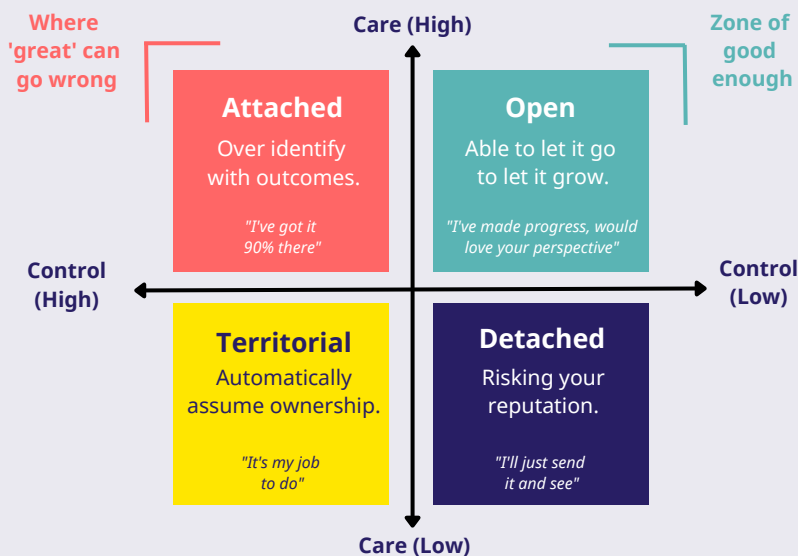 Where
'great' can
go wrong
Care (High)
Zone of
good
enough
Attached
Over identify
with outcomes.
"I've got it
90% there"
Open
Able to let it go
to let it grow.
"I've made progress, would
love your perspective"
Control
(High)
Control
(Low)
Territorial
Automatically
assume ownership.
"It's my job
to do"
Detached
Risking your
reputation.
"I'll just send
it and see"
Care (Low)